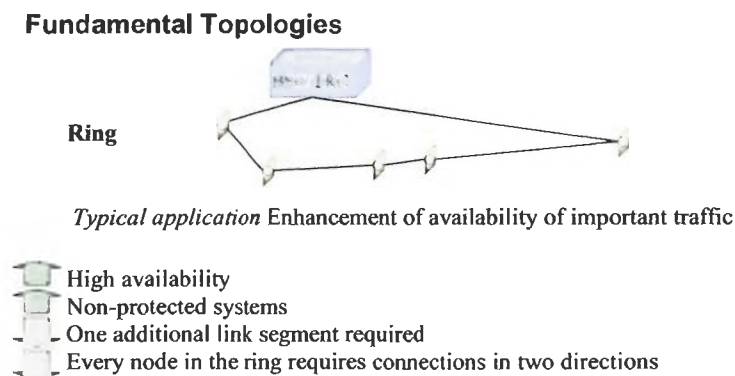 Fundamental Topologies
Ring
Typical application Enhancement of availability of important traffic
High availability
Non-protected systems
One additional link segment required
Every node in the ring requires connections in two directions